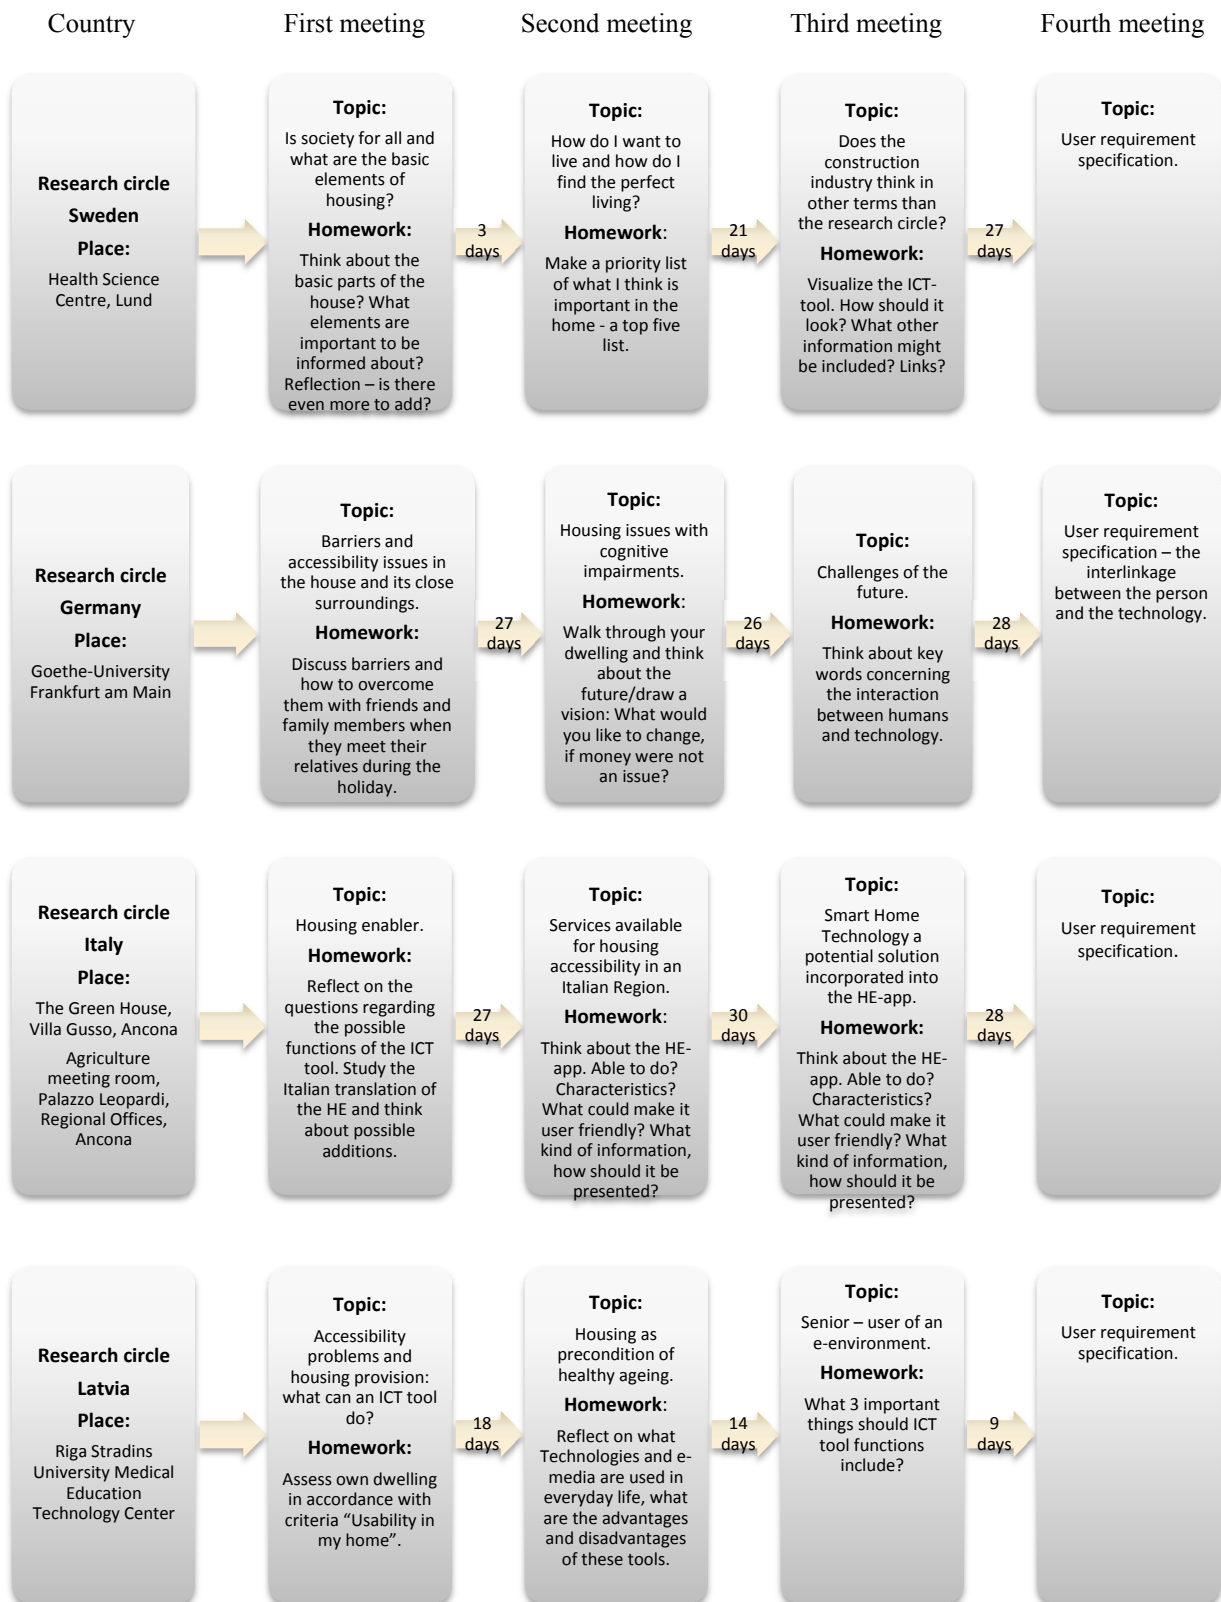 Country
First meeting
Second meeting
Third meeting
Fourth meeting
Research circle
Sweden
Place:
Health Science
Centre, Lund
Topic:
Is society for all and
what are the basic
elements of
housing?
Homework:
Think about the
basic parts of the
house? What
elements are
important to be
informed about?
Reflection – is there
even more to add?
3
days
Topic:
How do I want to
live and how do I
find the perfect
living?
Homework:
Make a priority list
of what I think is
important in the
home - a top five
list.
21
days
Topic:
Does the
construction
industry think in
other terms than
the research circle?
Homework:
Visualize the ICT-
tool. How should it
look? What other
information might
be included? Links?
27
days
Topic:
User requirement
specification.
Research circle
Germany
Place:
Goethe-University
Frankfurt am Main
Topic:
Barriers and
accessibility issues in
the house and its close
surroundings.
Homework:
Discuss barriers and
how to overcome
them with friends and
family members when
they meet their
relatives during the
holiday.
27
days
Topic:
Housing issues with
cognitive
impairments.
Homework:
Walk through your
dwelling and think
about the
future/draw a
vision: What would
you like to change,
if money were not
an issue?
26
days
Topic:
Challenges of the
future.
Homework:
Think about key
words concerning
the interaction
between humans
and technology.
28
days
Topic:
User requirement
specification – the
interlinkage
between the person
and the technology.
Research circle
Italy
Place:
The Green House,
Villa Gusso, Ancona
Agriculture
meeting room,
Palazzo Leopardi,
Regional Offices,
Ancona
Topic:
Housing enabler.
Homework:
Reflect on the
questions regarding
the possible
functions of the ICT
tool. Study the
Italian translation of
the HE and think
about possible
additions.
27
days
Topic:
Services available
for housing
accessibility in an
Italian Region.
Homework:
Think about the HE-
app. Able to do?
Characteristics?
What could make it
user friendly? What
kind of information,
how should it be
presented?
30
days
Topic:
Smart Home
Technology a
potential solution
incorporated into
the HE-app.
Homework:
Think about the HE-
app. Able to do?
Characteristics?
What could make it
user friendly? What
kind of information,
how should it be
presented?
28
days
Topic:
User requirement
specification.
Research circle
Latvia
Place:
Riga Stradins
University Medical
Education
Technology Center
Topic:
Accessibility
problems and
housing provision:
what can an ICT tool
do?
Homework:
Assess own dwelling
in accordance with
criteria “Usability in
my home”.
18
days
Topic:
Housing as
precondition of
healthy ageing.
Homework:
Reflect on what
Technologies and e-
media are used in
everyday life, what
are the advantages
and disadvantages
of these tools.
14
days
Topic:
Senior – user of an
e-environment.
Homework:
What 3 important
things should ICT
tool functions
include?
9
days
Topic:
User requirement
specification.